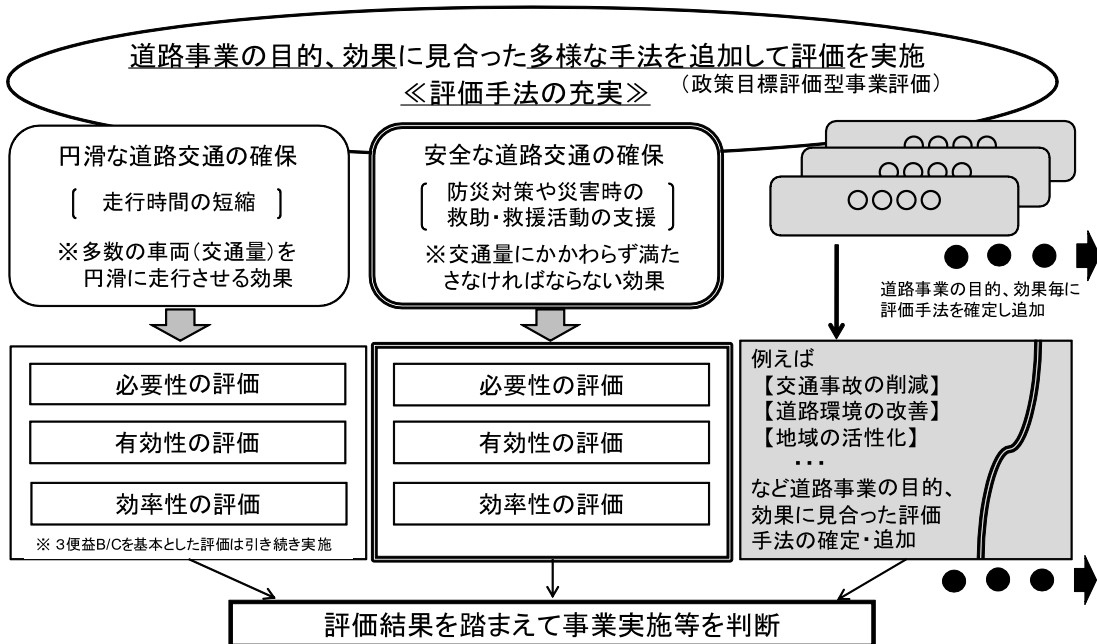 道路事業の目的、効果に見合った多様な手法を追加して評価を実施
≪評価手法の充実≫
(政策目標評価型事業評価)
円滑な道路交通の確保
走行時間の短縮
※多数の車両(交通量)を
円滑に走行させる効果
安全な道路交通の確保
防災対策や災害時の
救助・救援活動の支援
※交通量にかかわらず満た
さなければならない効果
○○○○
○○○○
○○○○
道路事業の目的、効果毎に
評価手法を確定し追加
必要性の評価
有効性の評価
効率性の評価
※ 3便益B/Cを基本とした評価は引き続き実施
必要性の評価
有効性の評価
効率性の評価
例えば
【交通事故の削減】
【道路環境の改善】
【地域の活性化】
・・・
など道路事業の目的、
効果に見合った評価
手法の確定・追加
評価結果を踏まえて事業実施等を判断